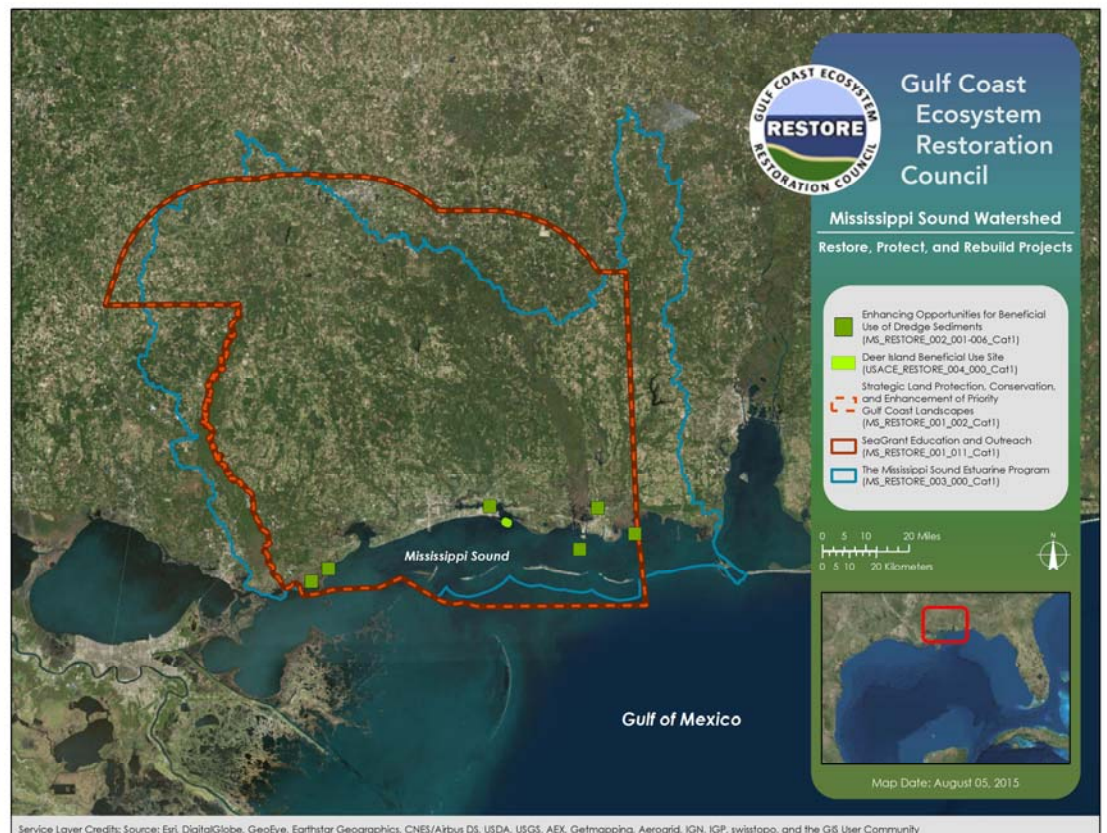 GULF COAST ECOSYSTEM
RESTORE
RESTORATION COUNCIL
Gulf Coast
Ecosystem
Restoration
Council
Mississippi Sound Watershed
Restore, Protect, and Rebuild Projects
Enhancing Opportunities for Beneficial
Use of Dredge Sediments
(MS_RESTORE_002_001-006_Cat1)
Deer Island Beneficial Use Site
(USACE_RESTORE_004_000_Cat1)
Strategic Land Protection, Conservation,
and Enhancement of Priority
Gulf Coast Landscapes
(MS_RESTORE_001_002_Cat1)
SeaGrant Education and Outreach
(MS_RESTORE_001_011_Cat1)
The Mississippi Sound Estuarine Program
(MS_RESTORE_003_000_Cat1)
0 5 10 20 Miles
0 5 10 20 Kilometers
N
Mississippi Sound
Gulf of Mexico
Map Date: August 05, 2015
Service Layer Credits: Source: Esri, DigitalGlobe, GeoEye, Earthstar Geographics, CNES/Airbus DS, USDA, USGS, AEX, Getmapping, Aerogrid, IGN, IGP, swisstopo, and the GIS User Community